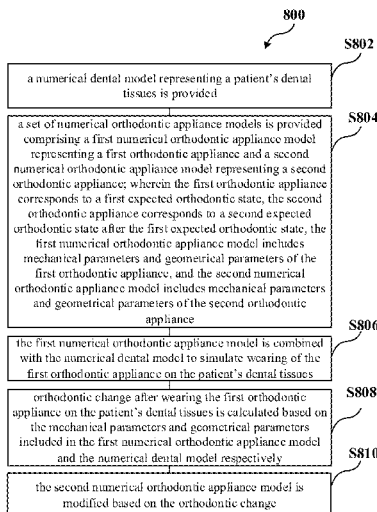 800
S802
a numerical dental model representing a patient's dental
tissues is provided
S804
a set of numerical orthodontic appliance models is provided
comprising a first numerical orthodontic appliance model
representing a first orthodontic appliance and a second
numerical orthodontic appliance model representing a second
orthodontic appliance; wherein the first orthodontic appliance
corresponds to a first expected orthodontic state, the second
orthodontic appliance corresponds to a second expected
orthodontic state after the first expected orthodontic state, the
first numerical orthodontic appliance model includes
mechanical parameters and geometrical parameters of
the first orthodontic appliance, and the second numerical
orthodontic appliance model includes mechanical parameters
and geometrical parameters of the second orthodontic
appliance
S806
the first numerical orthodontic appliance model is combined
with the numerical dental model to simulate wearing of the
first orthodontic appliance on the patient's dental tissues
S808
orthodontic change after wearing the first orthodontic
appliance on the patient's dental tissues is calculated based
on the mechanical parameters and geometrical parameters
included in the first numerical orthodontic appliance model
and the numerical dental model respectively
S810
the second numerical orthodontic appliance model is
modified based on the orthodontic change